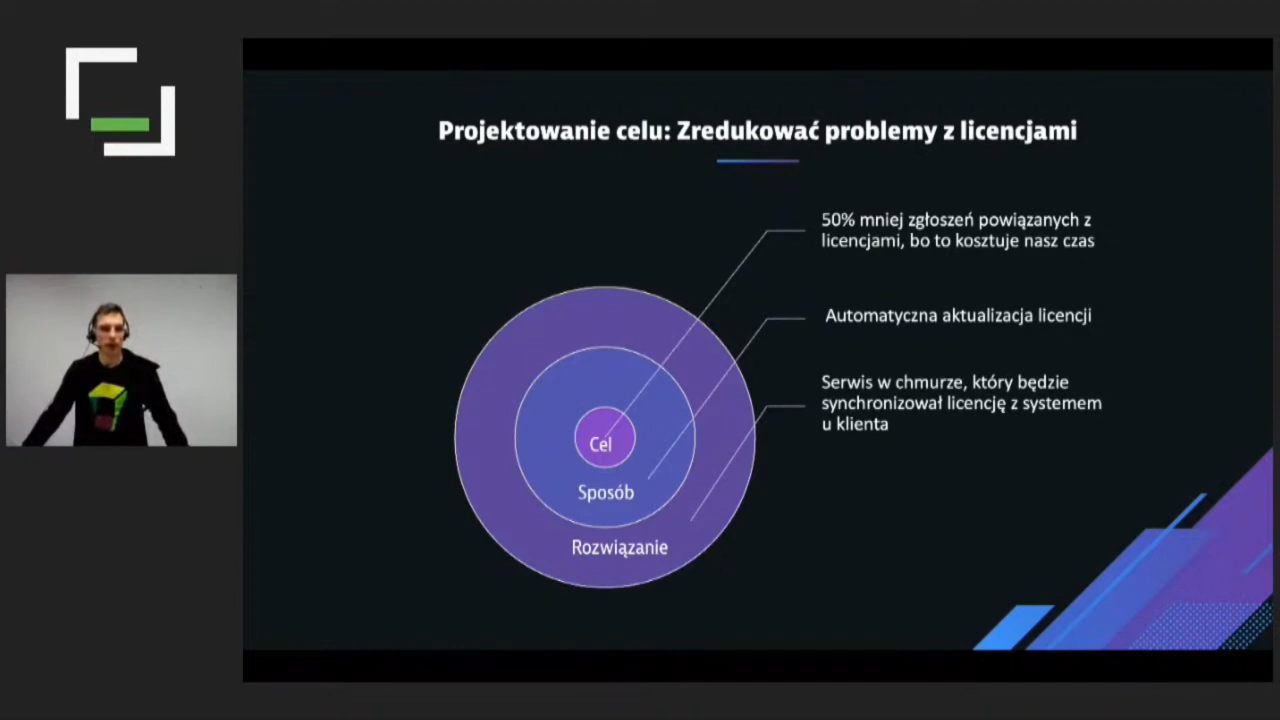 Projektowanie celu: Zredukować problemy z licencjami
50% mniej zgłoszeń powiązanych z
licencjami, bo to kosztuje nasz czas
Automatyczna aktualizacja licencji
Serwis w chmurze, który będzie
synchronizował licencję z systemem
u klienta
Cel
Sposób
Rozwiązanie